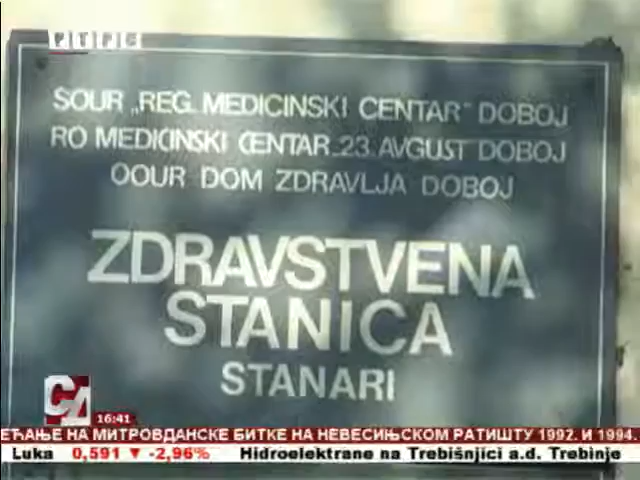 SOUR „REG. MEDICINSKI CENTAR" DOBOJ
RO MEDICINSKI CENTAR 23. AVGUST DOBOJ
OOUR DOM ZDRAVLJA DOBOJ
ZDRAVSTVENA
STANICA
STANARI
16:41
ЕЋАЊЕ НА МИТРОВДАНСКЕ БИТКЕ НА НЕВЕСИЊСКОМ РАТИШТУ 1992. И 1994.
Luka 0,591 ▼ -2,96% Hidroelektrane na Trebišnjici a.d. Trebinje